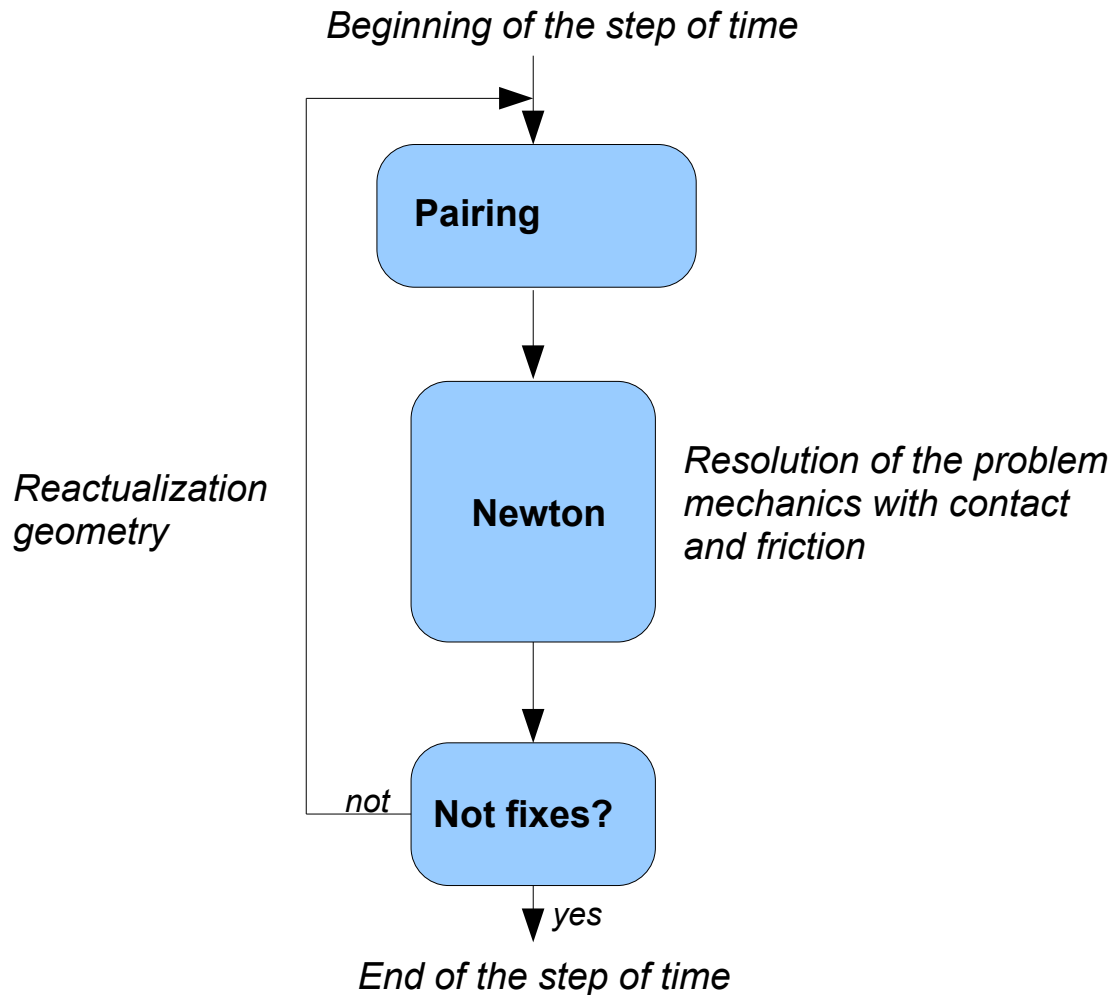 Beginning of the step of time
Pairing
Reactualization
geometry
Newton
Resolution of the problem
mechanics with contact
and friction
not
Not fixes?
yes
End of the step of time